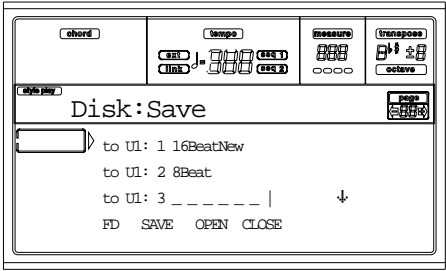 chord tempo measure transpose
ext link ♩= seq 1 seq 2 ±8
octave
style play
Disk:Save page
to U1: 1 16BeatNew
to U1: 2 8Beat
to U1: 3 _ _ _ _ _ _ |
FD SAVE OPEN CLOSE